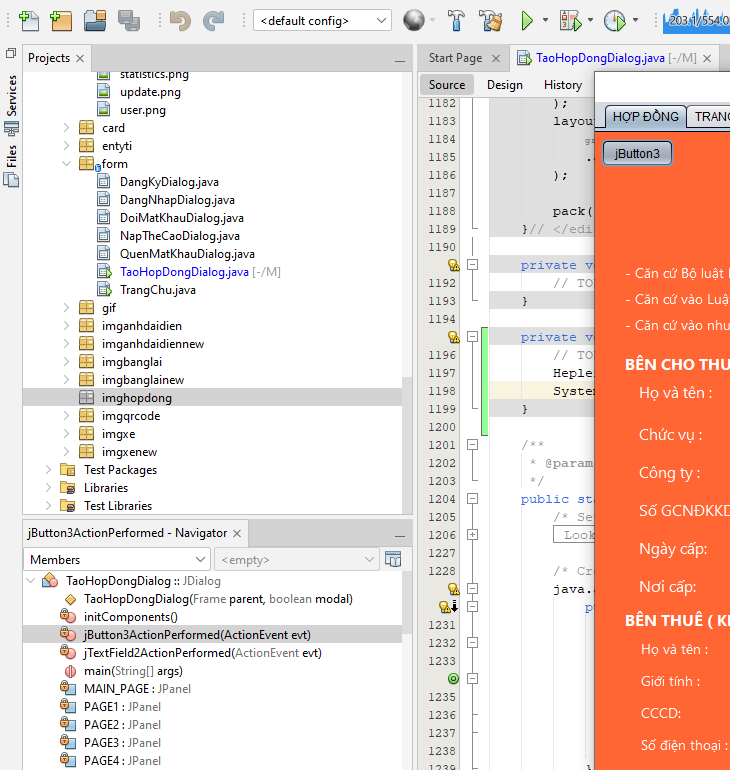 <default config>
203.1/554.0
Services
Files
Projects
statistics.png
update.png
user.png
card
entyti
form
DangKyDialog.java
DangNhapDialog.java
DoiMatKhauDialog.java
NapTheCaoDialog.java
QuenMatKhauDialog.java
TaoHopDongDialog.java [-/M]
TrangChu.java
gif
imganhdaidien
imganhdaidiennew
imgbanglai
imgbanglainew
imghopdong
imgqrcode
imgxe
imgxenew
Test Packages
Libraries
Test Libraries
jButton3ActionPerformed - Navigator
Members
<empty>
TaoHopDongDialog :: JDialog
TaoHopDongDialog(Frame parent, boolean modal)
initComponents()
jButton3ActionPerformed(ActionEvent evt)
jTextField2ActionPerformed(ActionEvent evt)
main(String[] args)
MAIN_PAGE : JPanel
PAGE1 : JPanel
PAGE2 : JPanel
PAGE3 : JPanel
PAGE4 : JPanel
Start Page
TaoHopDongDialog.java [-/M]
Source Design History
1182 );
1183 layou
1184
1185 .
1186 );
1187
1188 pack(
1189 }// </edi
1190
private v
1192 // TO
1193 }
1194
private v
1196 // TO
1197 Heple
1198 System
1199 }
1200
1201 /**
1202 * @param
1203 */
1204 public sta
1205 /* Se
1206 Look
1227
1228 /* Cr
java.
1231
1232
1233
1235
1236
1237
1238
1239 }
HỢP ĐỒNG TRANG
jButton3
- Căn cứ Bộ luật
- Căn cứ vào Luậ
- Căn cứ vào nhu
BÊN CHO THU
Họ và tên :
Chức vụ :
Công ty :
Số GCNĐKKD
Ngày cấp:
Nơi cấp:
BÊN THUÊ ( K
Họ và tên :
Giới tính :
CCCD:
Số điện thoại :